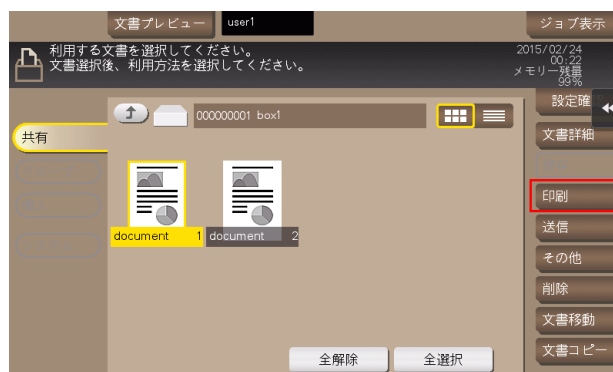 文書プレビュー
user1
ジョブ表示
利用する文書を選択してください。
文書選択後、利用方法を選択してください。
2015/02/24
00:22
メモリー残量
99%
000000001 box1
共有
document 1
document 2
設定確
文書詳細
印刷
送信
その他
削除
文書移動
文書コピー
全解除
全選択